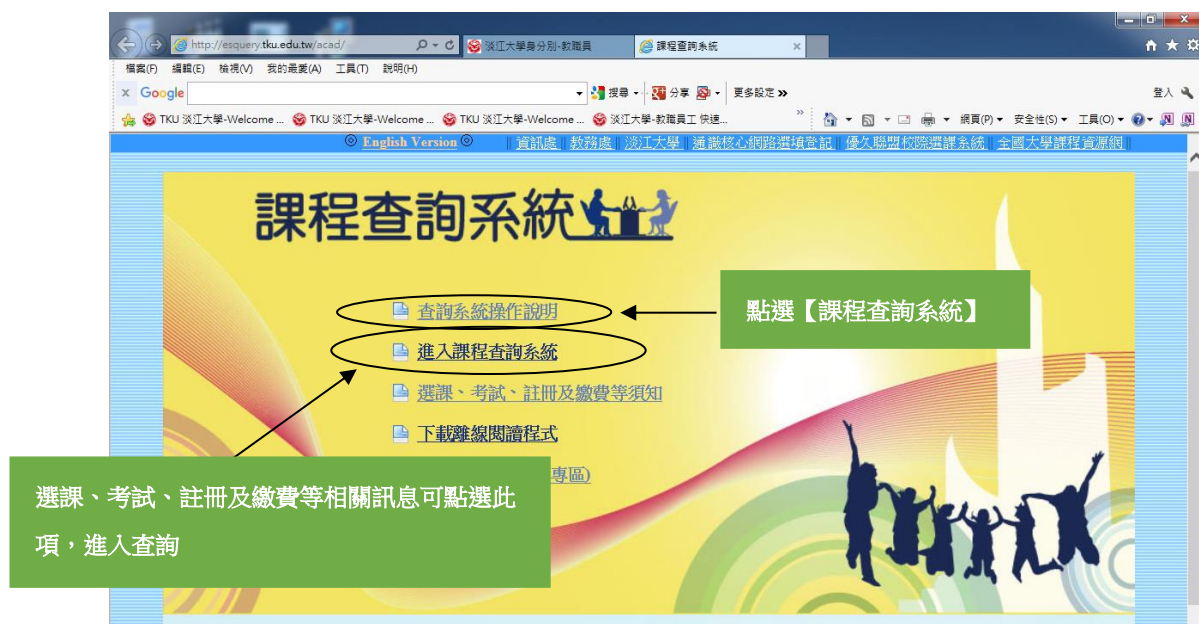 http://esquery.tku.edu.tw/acad/
淡江大學身分別-教職員
課程查詢系統
檔案(F) 編輯(E) 檢視(V) 我的最愛(A) 工具(T) 說明(H)
x Google 搜尋 分享 更多設定 » 登入
TKU 淡江大學-Welcome ... TKU 淡江大學-Welcome ... TKU 淡江大學-Welcome ... 淡江大學-教職員工 快速... » 網頁(P) 安全性(S) 工具(O)
◎ English Version ◎ || 資訊處 || 教務處 || 淡江大學 || 通識核心網路選填登記 || 優久聯盟校院選課系統 || 全國大學課程資源網 ||
課程查詢系統
查詢系統操作說明
點選【課程查詢系統】
進入課程查詢系統
選課、考試、註冊及繳費等須知
下載離線閱讀程式
專區)
選課、考試、註冊及繳費等相關訊息可點選此
項，進入查詢